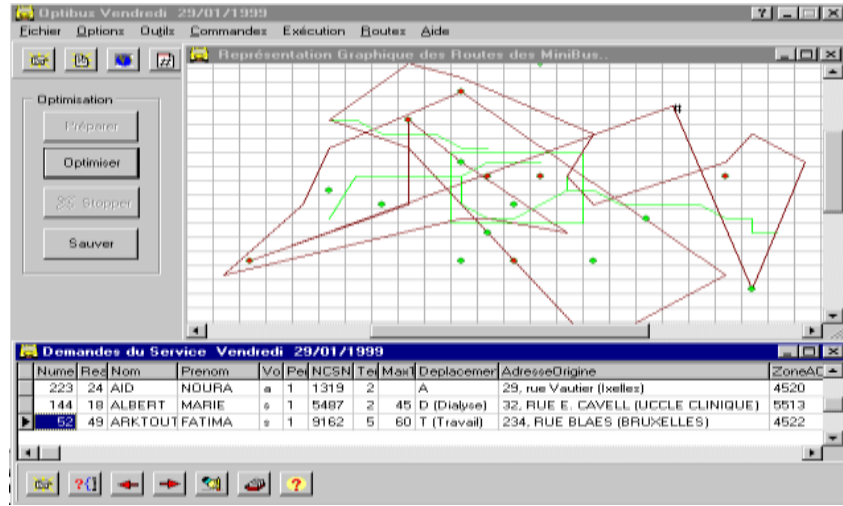 Optibus Vendredi 29/01/1999
Fichier Options Outils Commandes Exécution Routes Aide
Représentation Graphique des Routes des MiniBus..
Optimisation
Préparer
Optimiser
Stopper
Sauver
Demandes du Service Vendredi 29/01/1999
Nume Rea Nom Prenom Vo Pei NCSN Tei MaxT Deplacemer AdresseOrigine ZoneAC
223 24 AID NOURA a 1 1319 2 A 29, rue Vautier (Ixelles) 4520
144 18 ALBERT MARIE s 1 5487 2 45 D (Dialyse) 32, RUE E. CAVELL (UCCLE CLINIQUE) 5513
52 49 ARKTOUT FATIMA s 1 9162 5 60 T (Travail) 234, RUE BLAES (BRUXELLES) 4522